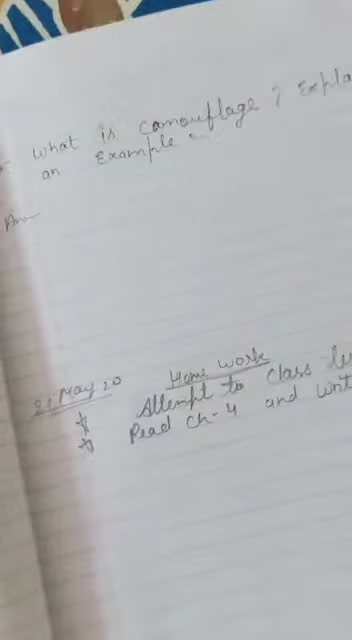 What is camouflage ? Expla
an Example.
Ans
21 May 20 Home work
* Attempt to class
* Read Ch-4 and writ